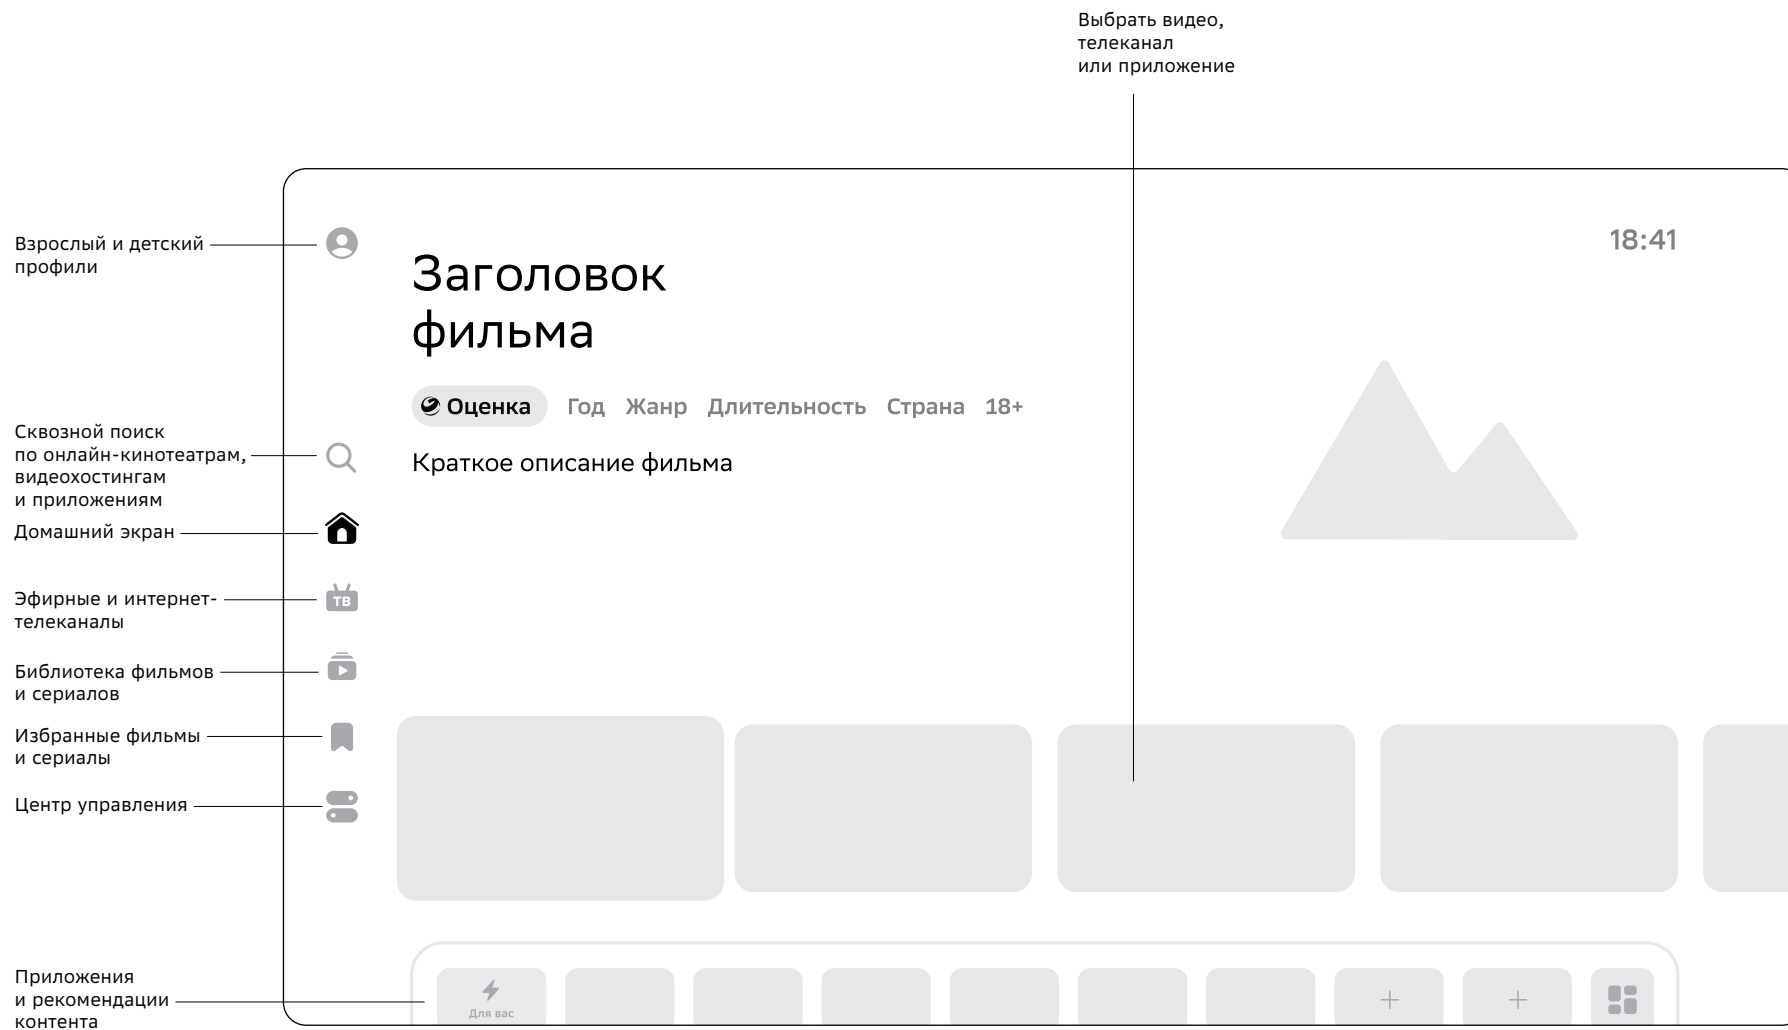 Выбрать видео,
телеканал
или приложение
18:41
Взрослый и детский
профили
Заголовок
фильма
Оценка Год Жанр Длительность Страна 18+
Краткое описание фильма
Сквозной поиск
по онлайн-кинотеатрам,
видеохостингам
и приложениям
Домашний экран
Эфирные и интернет-
телеканалы
ТВ
Библиотека фильмов
и сериалов
Избранные фильмы
и сериалы
Центр управления
Приложения
и рекомендации
контента
Для вас